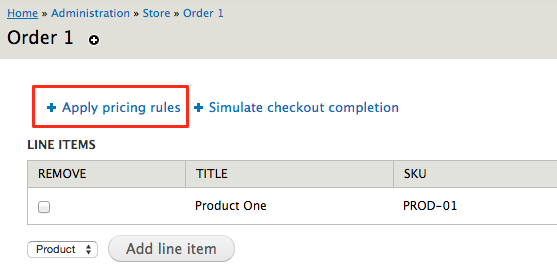 Home » Administration » Store » Order 1
Order 1
Apply pricing rules Simulate checkout completion
LINE ITEMS
REMOVE TITLE SKU
Product One PROD-01
Product Add line item